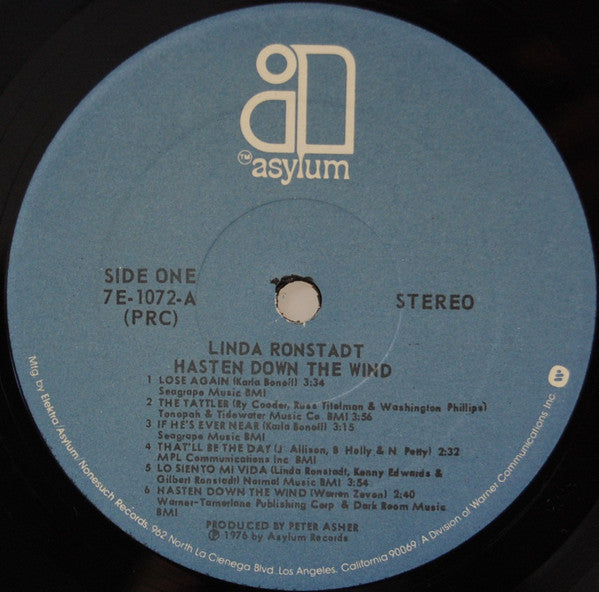 TM asylum
SIDE ONE
7E-1072-A
(PRC)
STEREO
LINDA RONSTADT
HASTEN DOWN THE WIND
1 LOSE AGAIN (Karla Bonoff) 3:34
Seagrape Music BMI
2 THE TATTLER (Ry Cooder, Russ Titelman & Washington Phillips)
Tonopah & Tidewater Music Co BMI 3:56
3 IF HE'S EVER NEAR (Karla Bonoff) 3:15
Seagrape Music BMI
4 THAT'LL BE THE DAY (J. Allison, B Holly & N. Petty) 2:32
MPL Communications Inc BMI
5 LO SIENTO MI VIDA (Linda Ronstadt, Kenny Edwards &
Gilbert Ronstadt) Normal Music BMI 3:54
6 HASTEN DOWN THE WIND (Warren Zevon) 2:40
Warner-Tamerlane Publishing Corp & Dark Room Music
BMI
PRODUCED BY PETER ASHER
℗ 1976 by Asylum Records
Mfg. by Elektra/Asylum/Nonesuch Records, 962 North La Cienega Blvd., Los Angeles, California 90069 · A Division of Warner Communications Inc.